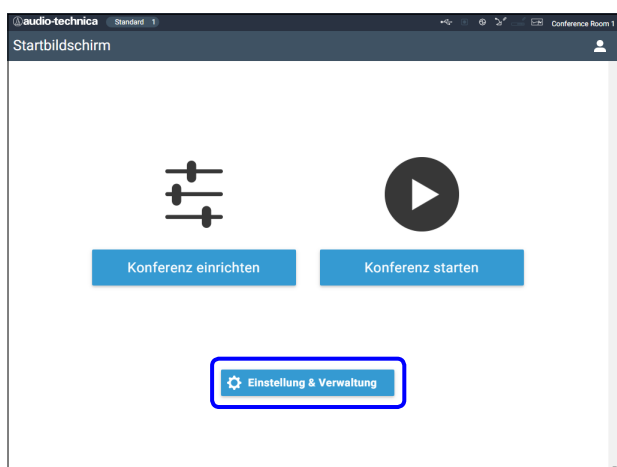 audio-technica Standard 1 Conference Room 1
Startbildschirm
Konferenz einrichten Konferenz starten
Einstellung & Verwaltung